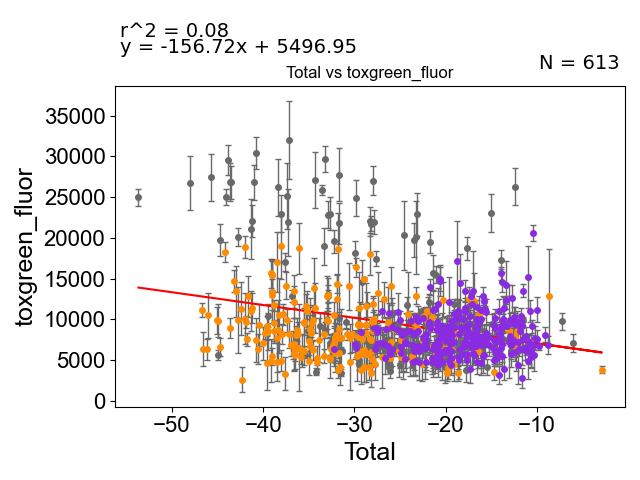 r^2 = 0.08
y = -156.72x + 5496.95
N = 613
Total vs toxgreen_fluor
35000
30000
25000
20000
15000
10000
5000
0
toxgreen_fluor
−50
−40
−30
−20
−10
Total